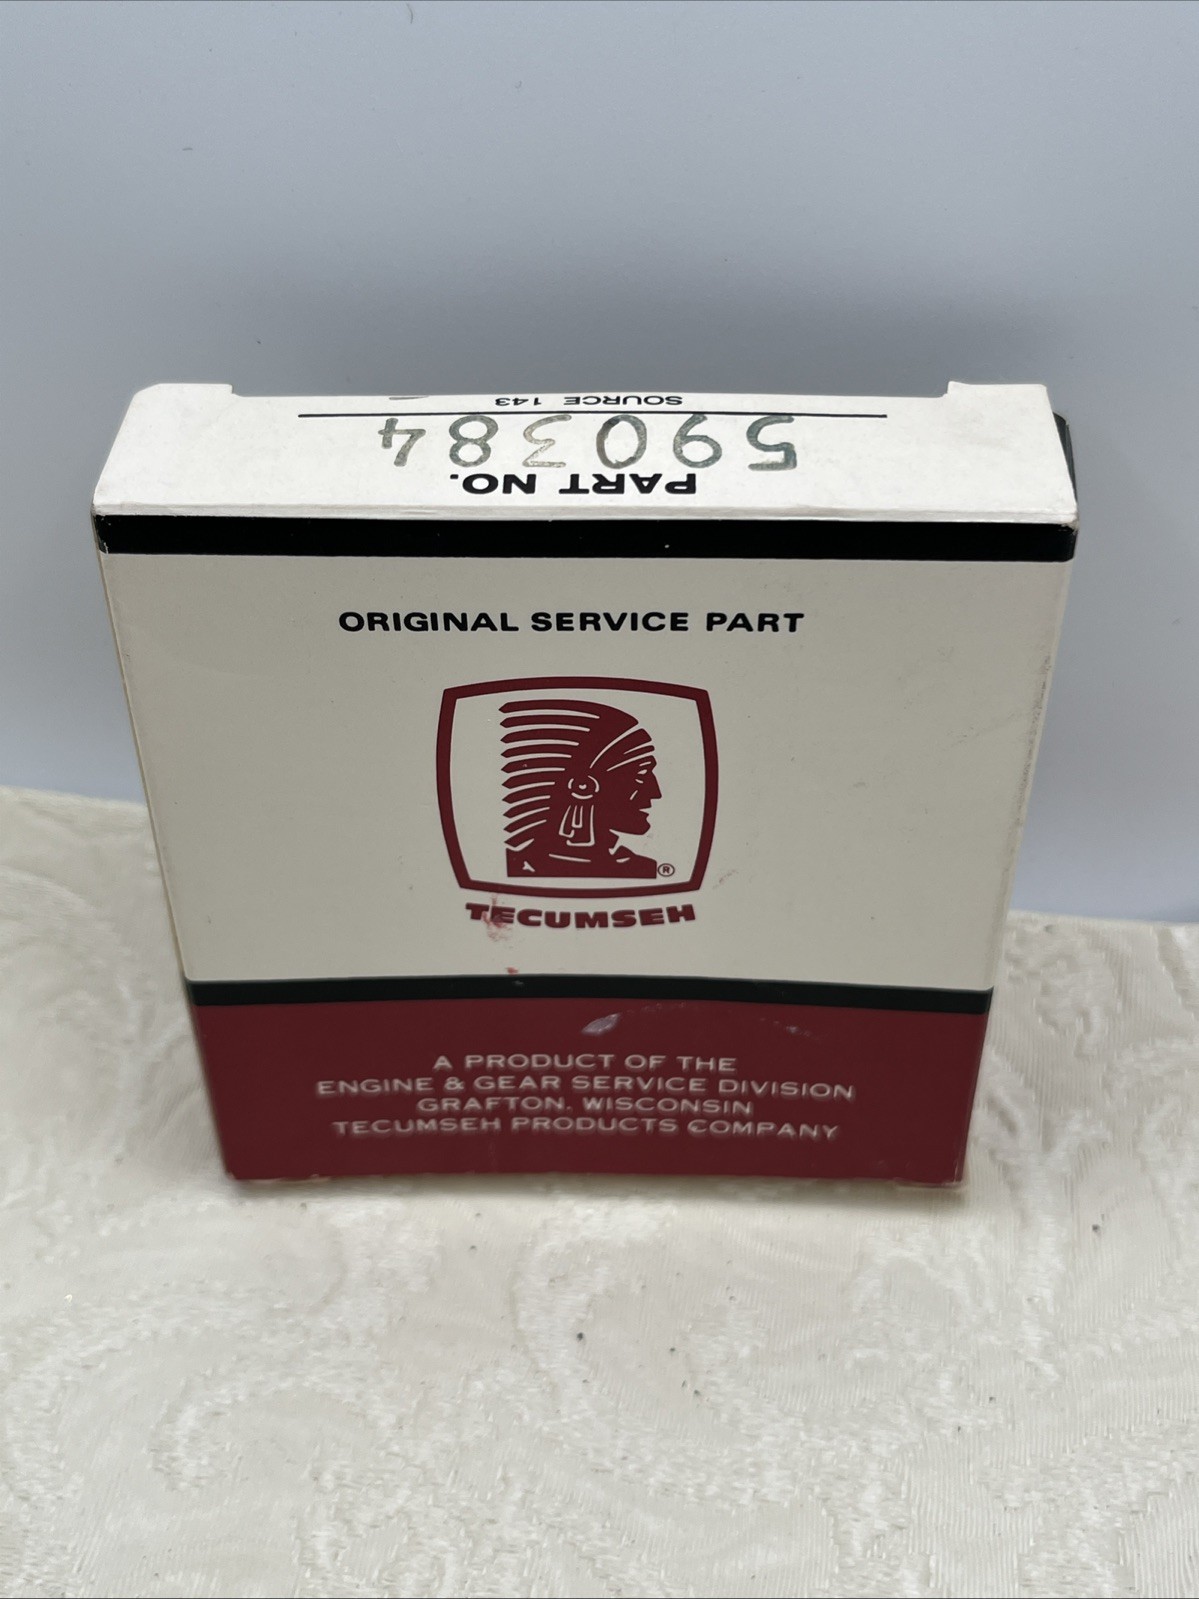 PART NO.
590384
SOURCE 143
ORIGINAL SERVICE PART
®
TECUMSEH
A PRODUCT OF THE
ENGINE & GEAR SERVICE DIVISION
GRAFTON, WISCONSIN
TECUMSEH PRODUCTS COMPANY